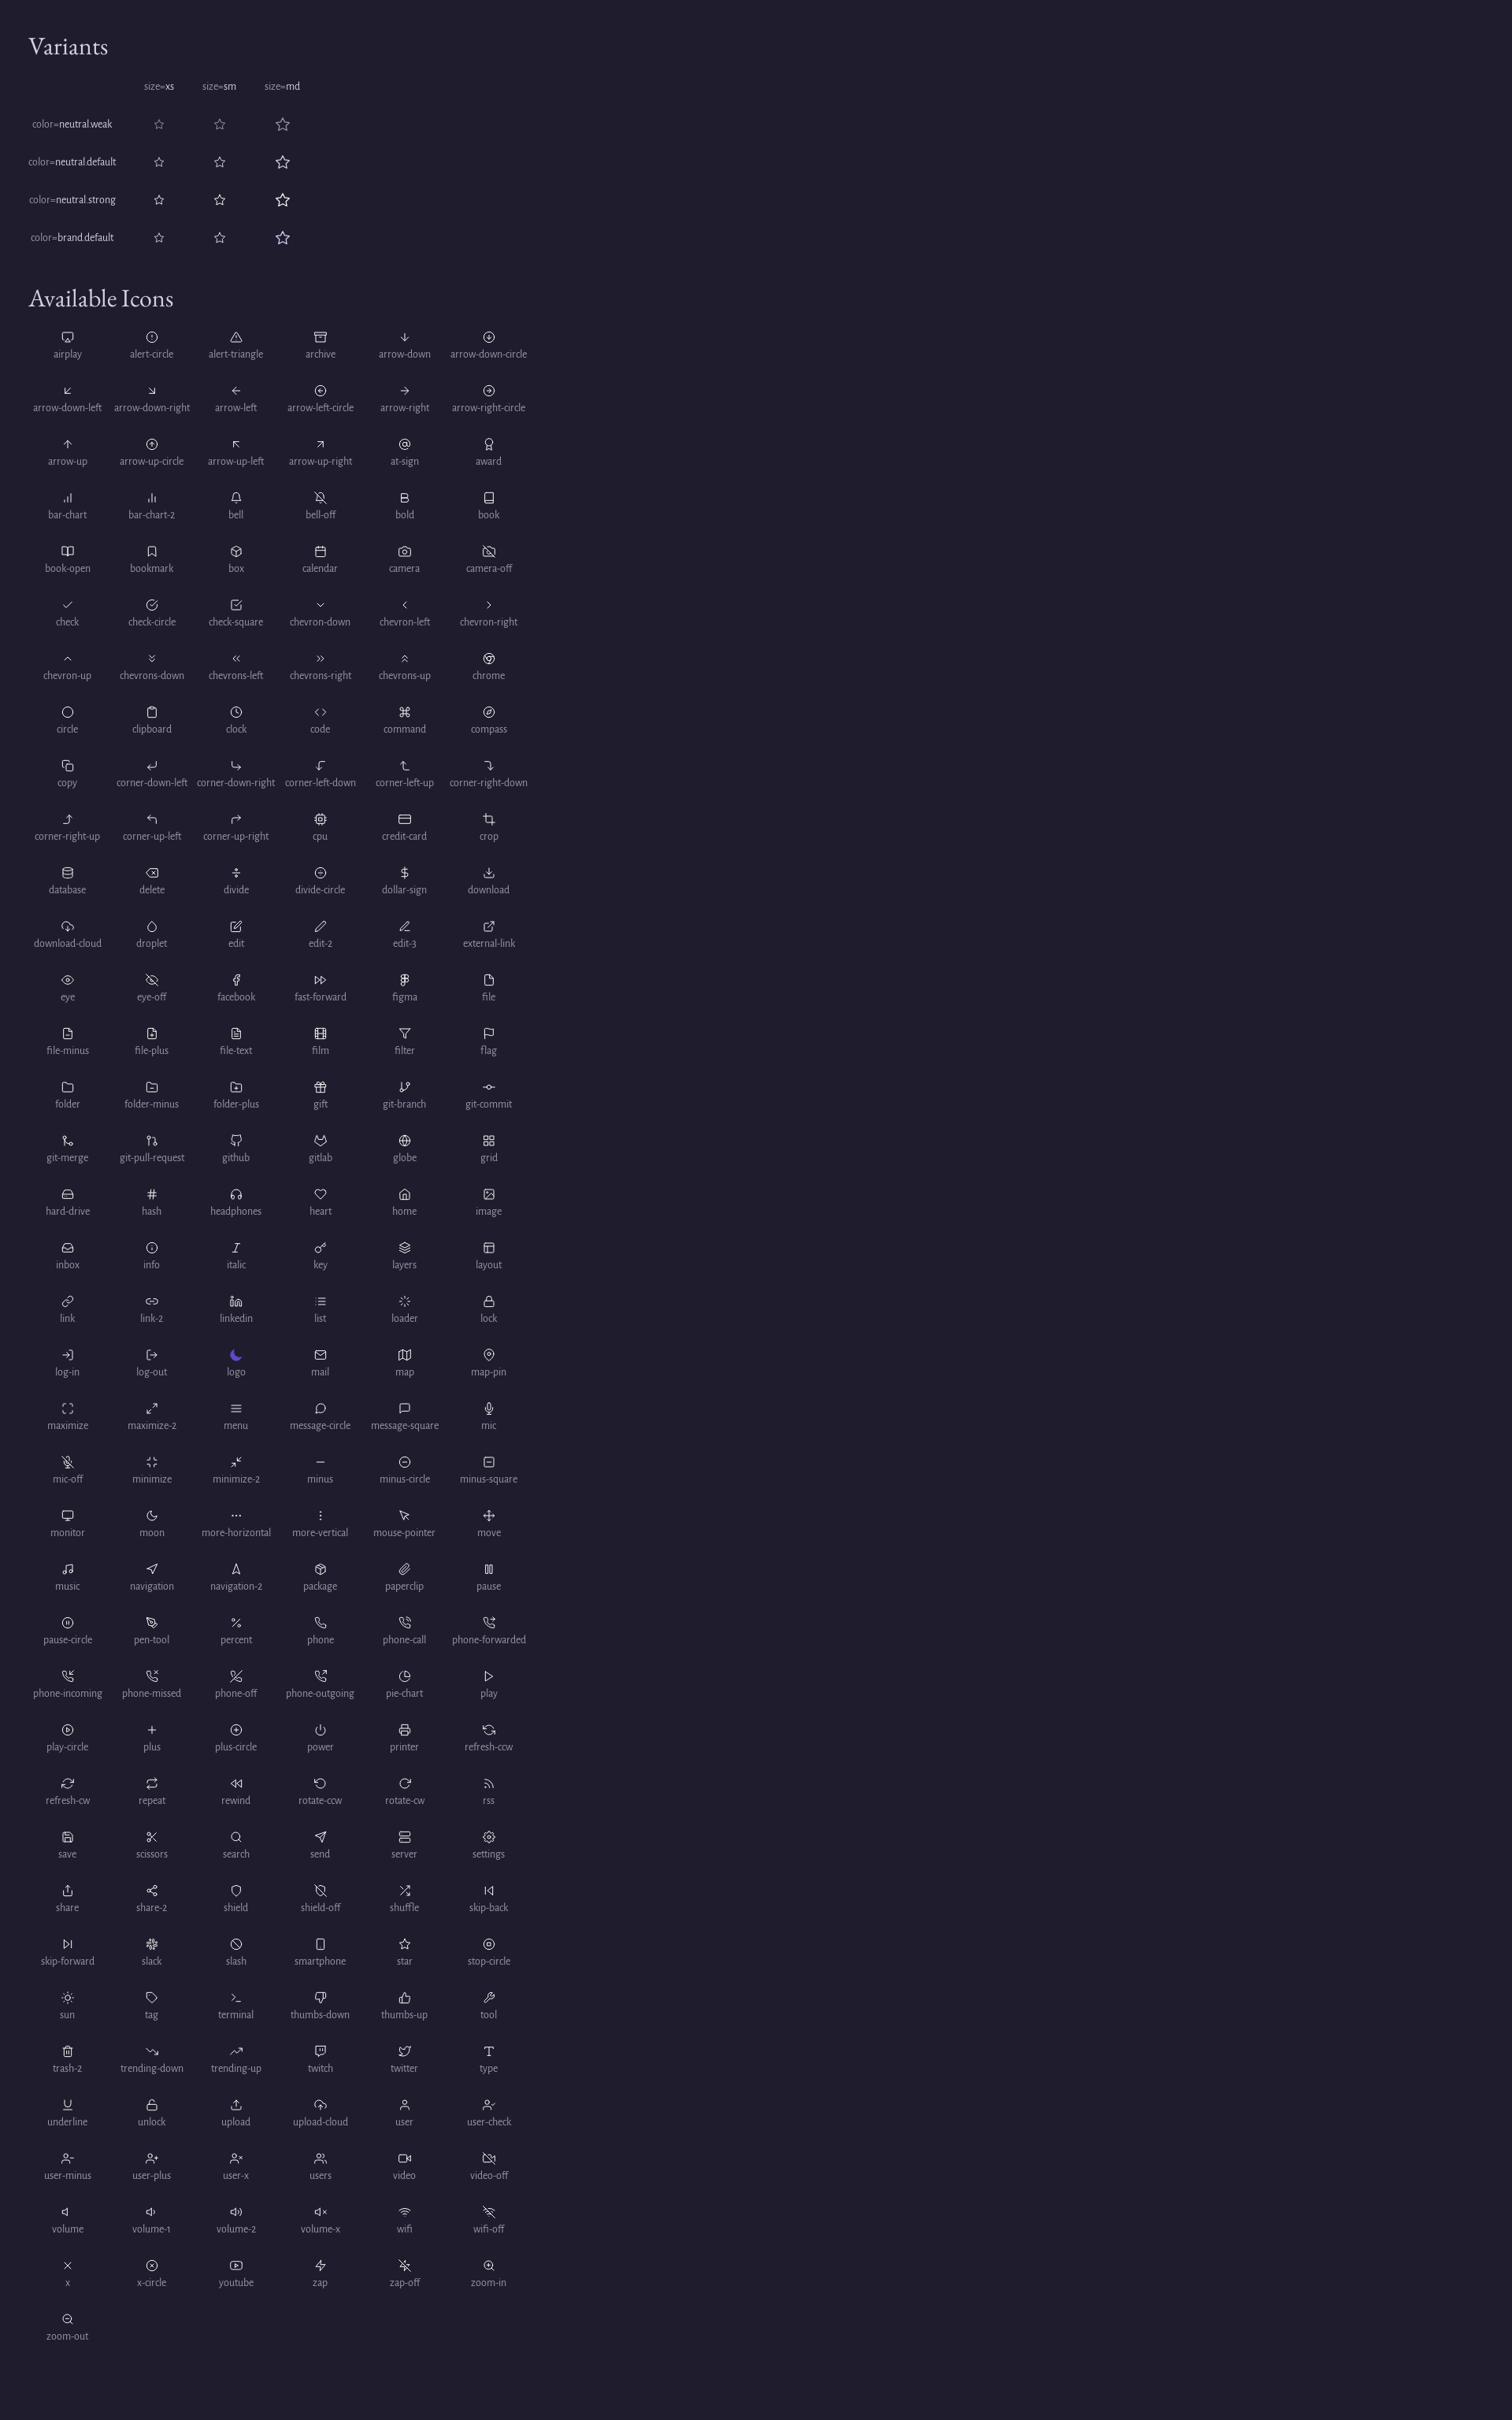 Variants
size=xs size=sm size=md
color=neutral.weak
color=neutral.default
color=neutral.strong
color=brand.default
Available Icons
airplay alert-circle alert-triangle archive arrow-down arrow-down-circle
arrow-down-left arrow-down-right arrow-left arrow-left-circle arrow-right arrow-right-circle
arrow-up arrow-up-circle arrow-up-left arrow-up-right at-sign award
bar-chart bar-chart-2 bell bell-off bold book
book-open bookmark box calendar camera camera-off
check check-circle check-square chevron-down chevron-left chevron-right
chevron-up chevrons-down chevrons-left chevrons-right chevrons-up chrome
circle clipboard clock code command compass
copy corner-down-left corner-down-right corner-left-down corner-left-up corner-right-down
corner-right-up corner-up-left corner-up-right cpu credit-card crop
database delete divide divide-circle dollar-sign download
download-cloud droplet edit edit-2 edit-3 external-link
eye eye-off facebook fast-forward figma file
file-minus file-plus file-text film filter flag
folder folder-minus folder-plus gift git-branch git-commit
git-merge git-pull-request github gitlab globe grid
hard-drive hash headphones heart home image
inbox info italic key layers layout
link link-2 linkedin list loader lock
log-in log-out logo mail map map-pin
maximize maximize-2 menu message-circle message-square mic
mic-off minimize minimize-2 minus minus-circle minus-square
monitor moon more-horizontal more-vertical mouse-pointer move
music navigation navigation-2 package paperclip pause
pause-circle pen-tool percent phone phone-call phone-forwarded
phone-incoming phone-missed phone-off phone-outgoing pie-chart play
play-circle plus plus-circle power printer refresh-ccw
refresh-cw repeat rewind rotate-ccw rotate-cw rss
save scissors search send server settings
share share-2 shield shield-off shuffle skip-back
skip-forward slack slash smartphone star stop-circle
sun tag terminal thumbs-down thumbs-up tool
trash-2 trending-down trending-up twitch twitter type
underline unlock upload upload-cloud user user-check
user-minus user-plus user-x users video video-off
volume volume-1 volume-2 volume-x wifi wifi-off
x x-circle youtube zap zap-off zoom-in
zoom-out